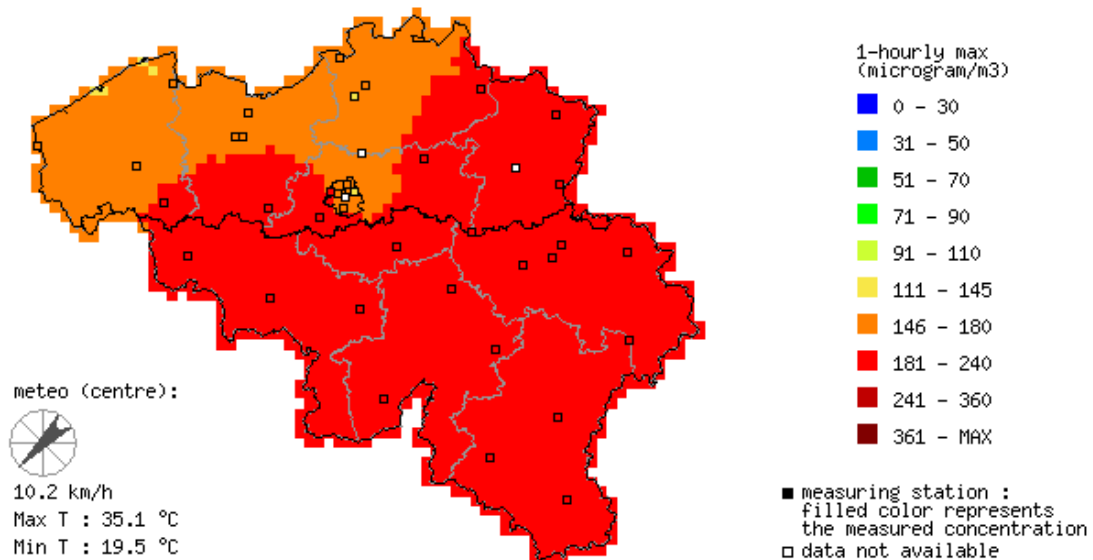 1-hourly max
(microgram/m3)
0 - 30
31 - 50
51 - 70
71 - 90
91 - 110
111 - 145
146 - 180
181 - 240
241 - 360
361 - MAX
meteo (centre):
10.2 km/h
Max T : 35.1 °C
Min T : 19.5 °C
measuring station :
filled color represents
the measured concentration
data not available